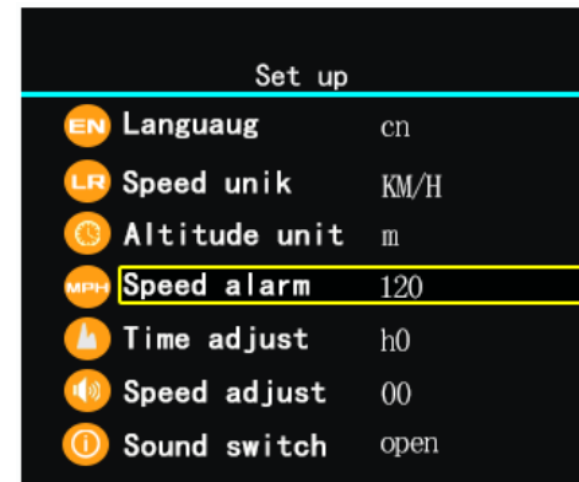 Set up
EN Languaug cn
LR Speed unik KM/H
Altitude unit m
MPH Speed alarm 120
Time adjust h0
Speed adjust 00
Sound switch open